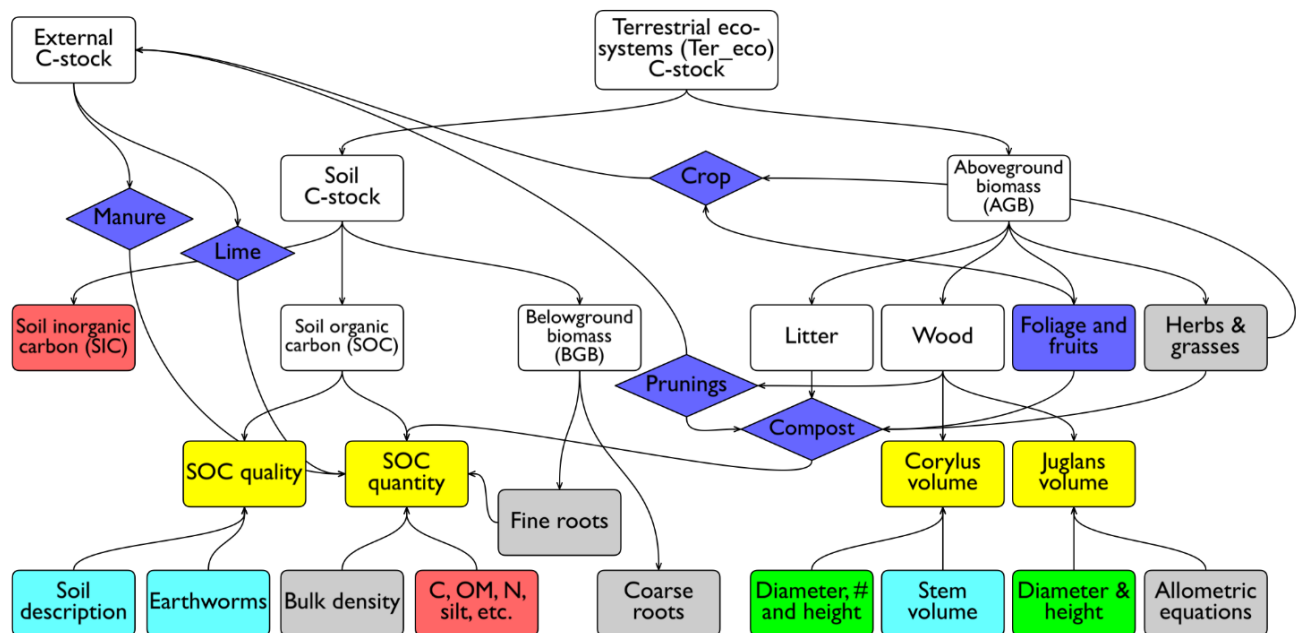 External
C-stock
Terrestrial eco-
systems (Ter_eco)
C-stock
Soil
C-stock
Crop
Aboveground
biomass
(AGB)
Manure
Lime
Soil inorganic
carbon (SIC)
Soil organic
carbon (SOC)
Belowground
biomass
(BGB)
Litter
Wood
Foliage and
fruits
Herbs &
grasses
Prunings
Compost
SOC quality
SOC
quantity
Corylus
volume
Juglans
volume
Fine roots
Soil
description
Earthworms
Bulk density
C, OM, N,
silt, etc.
Coarse
roots
Diameter, #
and height
Stem
volume
Diameter &
height
Allometric
equations